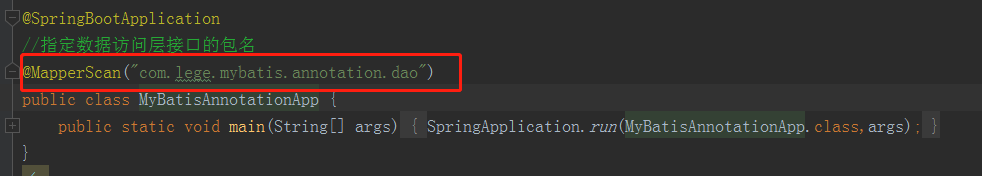 @SpringBootApplication
//指定数据访问层接口的包名
@MapperScan("com.lege.mybatis.annotation.dao")
public class MyBatisAnnotationApp {
public static void main(String[] args) { SpringApplication.run(MyBatisAnnotationApp.class,args); }
}